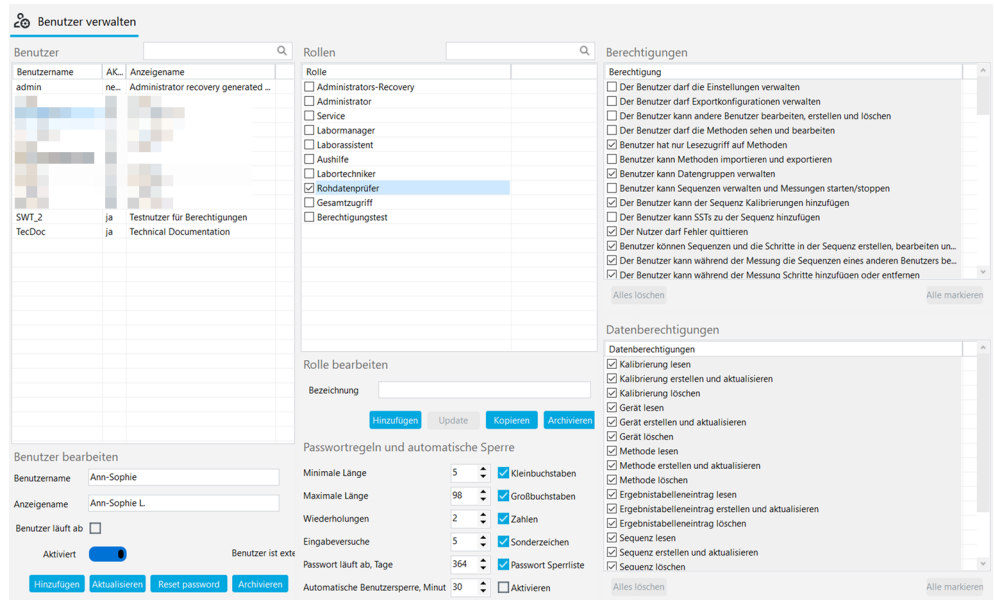 Benutzer verwalten
Benutzer
Benutzername AK... Anzeigename
admin ne... Administrator recovery generated ...
SWT_2 ja Testnutzer für Berechtigungen
TecDoc ja Technical Documentation
Benutzer bearbeiten
Benutzername Ann-Sophie
Anzeigename Ann-Sophie L.
Benutzer läuft ab
Aktiviert Benutzer ist exte
Hinzufügen Aktualisieren Reset password Archivieren
Rollen
Rolle
Administrators-Recovery
Administrator
Service
Labormanager
Laborassistent
Aushilfe
Labortechniker
Rohdatenprüfer
Gesamtzugriff
Berechtigungstest
Rolle bearbeiten
Bezeichnung
Hinzufügen Update Kopieren Archivieren
Passwortregeln und automatische Sperre
Minimale Länge 5 Kleinbuchstaben
Maximale Länge 98 Großbuchstaben
Wiederholungen 2 Zahlen
Eingabeversuche 5 Sonderzeichen
Passwort läuft ab, Tage 364 Passwort Sperrliste
Automatische Benutzersperre, Minut 30 Aktivieren
Berechtigungen
Berechtigung
Der Benutzer darf die Einstellungen verwalten
Der Benutzer darf Exportkonfigurationen verwalten
Der Benutzer kann andere Benutzer bearbeiten, erstellen und löschen
Der Benutzer darf die Methoden sehen und bearbeiten
Benutzer hat nur Lesezugriff auf Methoden
Benutzer kann Methoden importieren und exportieren
Benutzer kann Datengruppen verwalten
Benutzer kann Sequenzen verwalten und Messungen starten/stoppen
Der Benutzer kann der Sequenz Kalibrierungen hinzufügen
Der Benutzer kann SSTs zu der Sequenz hinzufügen
Der Nutzer darf Fehler quittieren
Benutzer können Sequenzen und die Schritte in der Sequenz erstellen, bearbeiten un...
Der Benutzer kann während der Messung die Sequenzen eines anderen Benutzers be...
Der Benutzer kann während der Messung Schritte hinzufügen oder entfernen
Alles löschen Alle markieren
Datenberechtigungen
Datenberechtigungen
Kalibrierung lesen
Kalibrierung erstellen und aktualisieren
Kalibrierung löschen
Gerät lesen
Gerät erstellen und aktualisieren
Gerät löschen
Methode lesen
Methode erstellen und aktualisieren
Methode löschen
Ergebnistabelleneintrag lesen
Ergebnistabelleneintrag erstellen und aktualisieren
Ergebnistabelleneintrag löschen
Sequenz lesen
Sequenz erstellen und aktualisieren
Sequenz löschen
Alles löschen Alle markieren